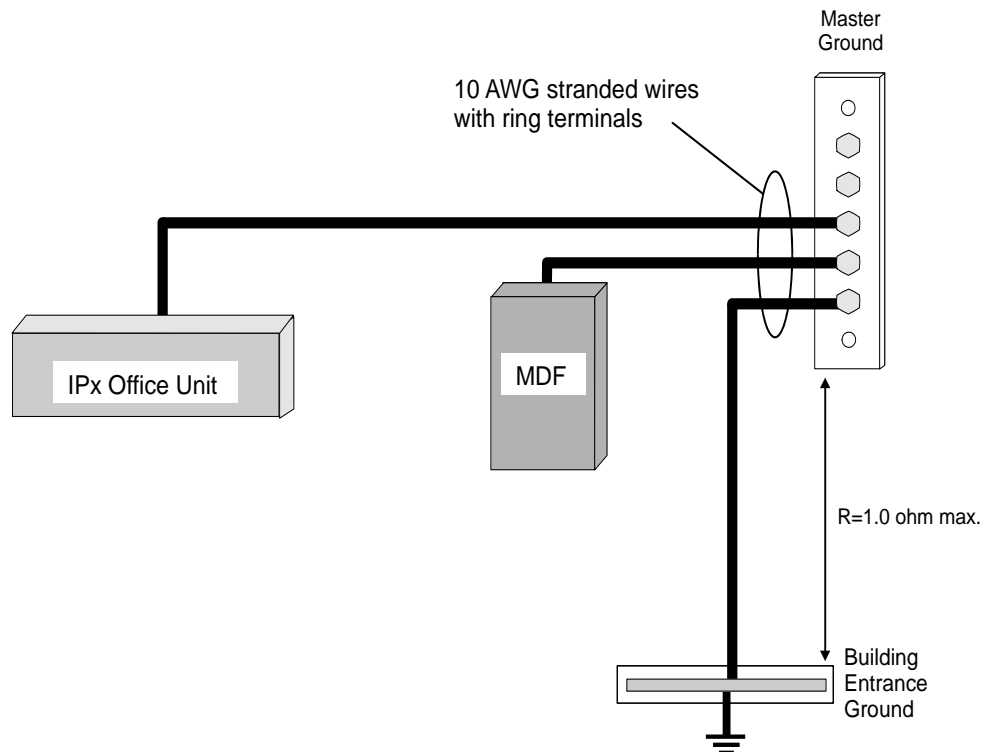 Master
Ground
10 AWG stranded wires
with ring terminals
IPx Office Unit
MDF
R=1.0 ohm max.
Building
Entrance
Ground